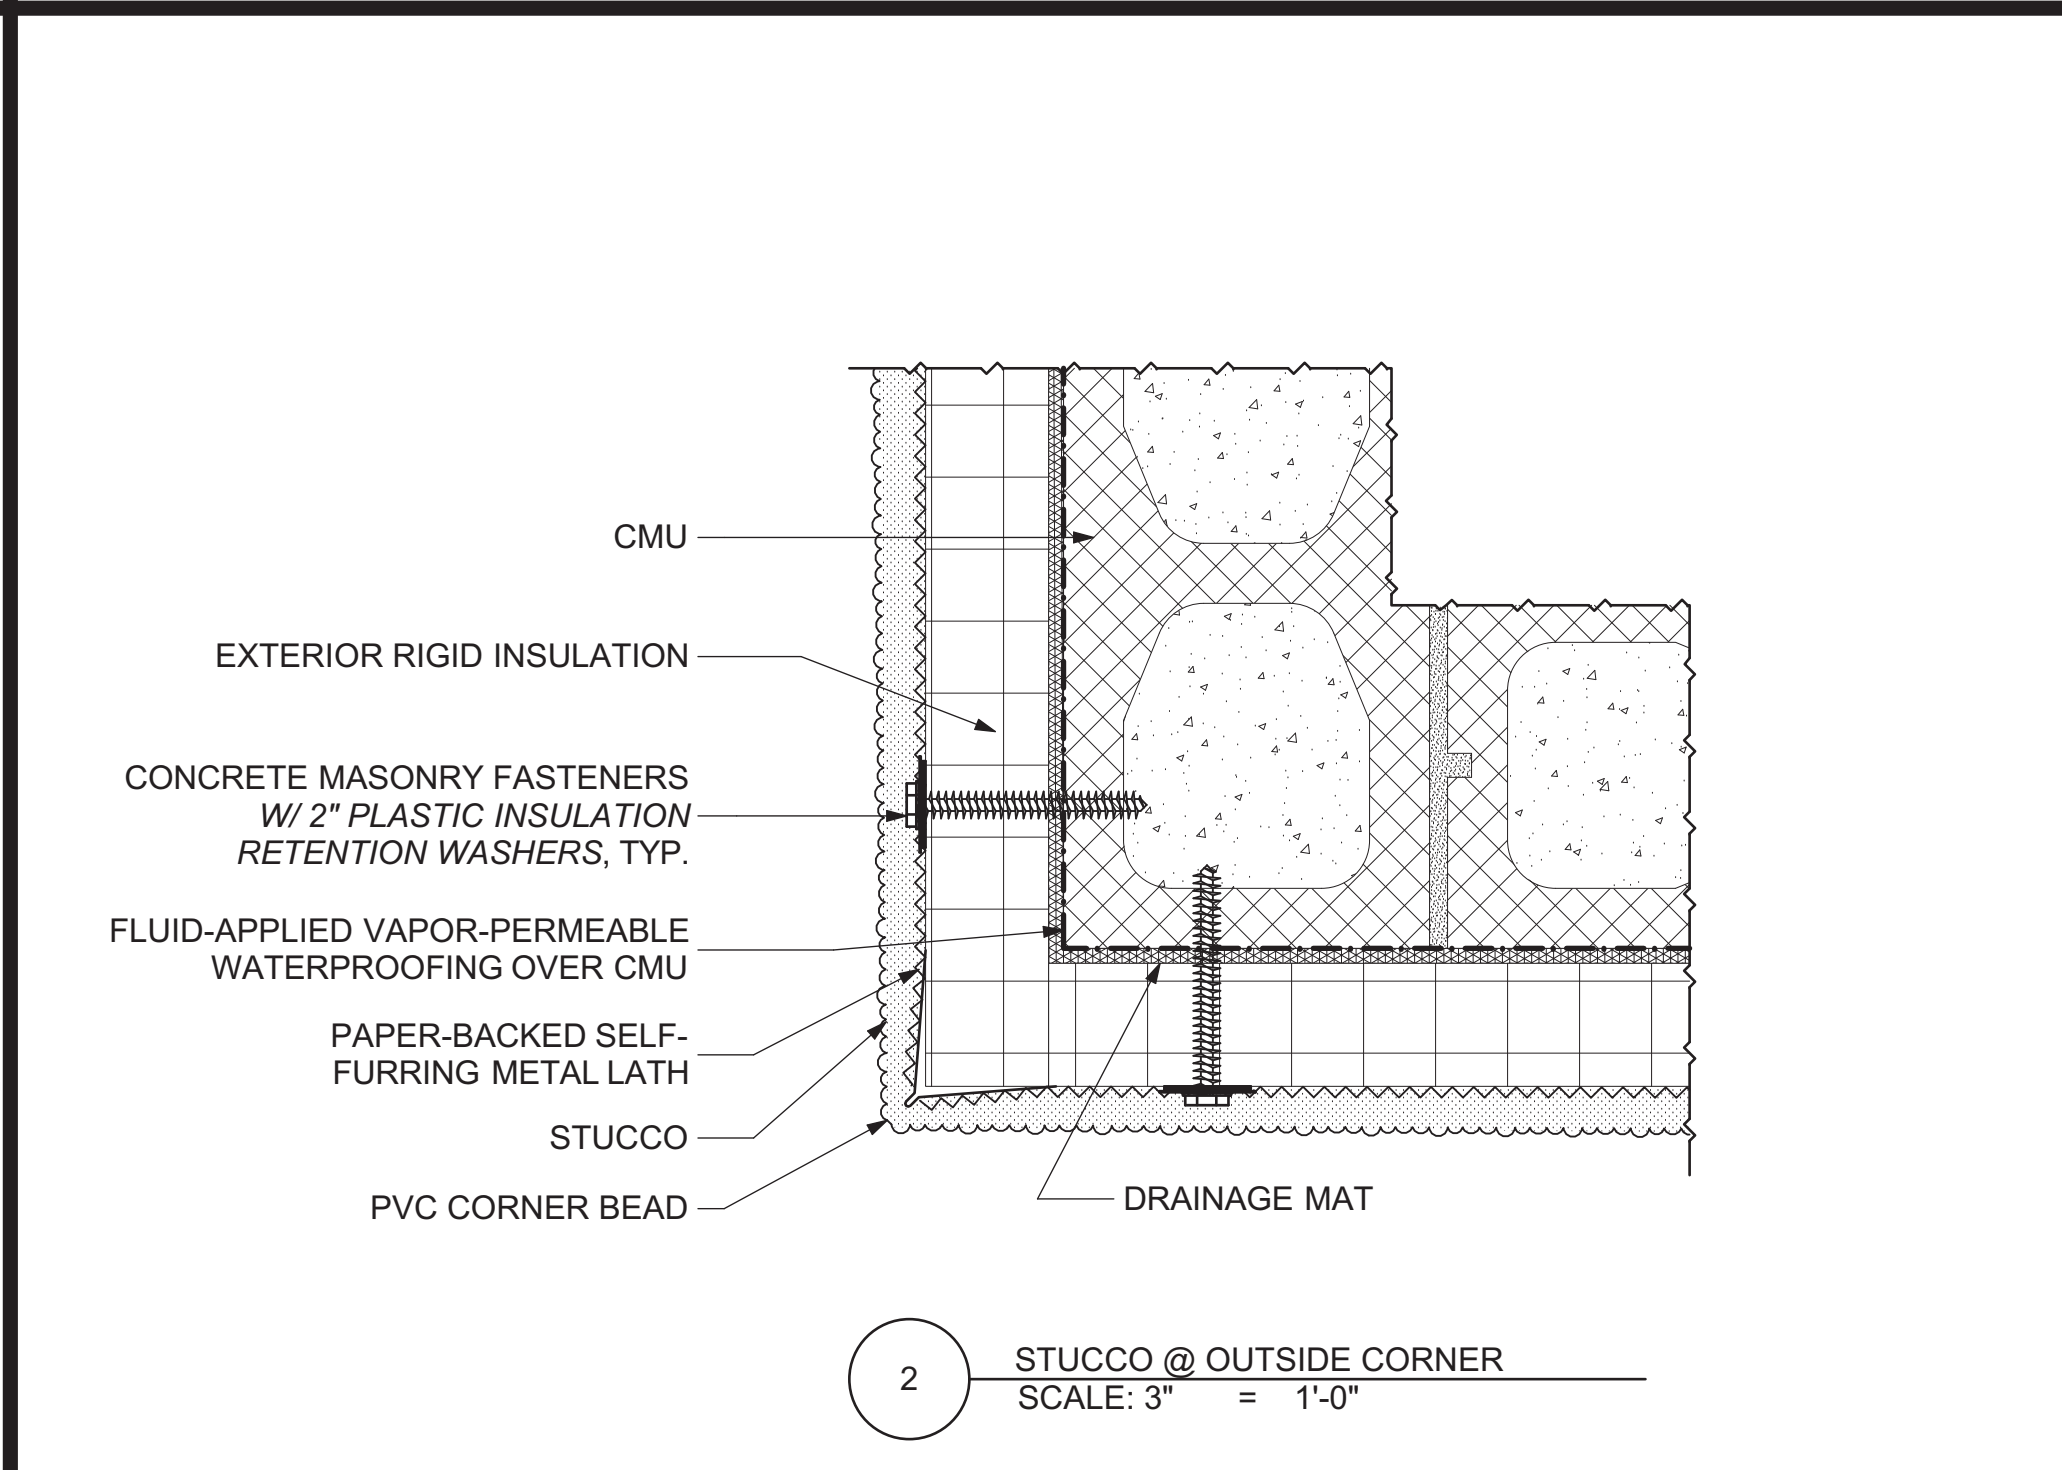 CMU
EXTERIOR RIGID INSULATION
CONCRETE MASONRY FASTENERS
W/ 2" PLASTIC INSULATION
RETENTION WASHERS, TYP.
FLUID-APPLIED VAPOR-PERMEABLE
WATERPROOFING OVER CMU
PAPER-BACKED SELF-
FURRING METAL LATH
STUCCO
PVC CORNER BEAD
DRAINAGE MAT
2
STUCCO @ OUTSIDE CORNER
SCALE: 3" = 1'-0"